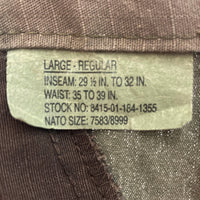 LARGE - REGULAR
INSEAM: 29 ½ IN. TO 32 IN.
WAIST: 35 TO 39 IN.
STOCK NO: 8415-01-184-1355
NATO SIZE: 7583/8999